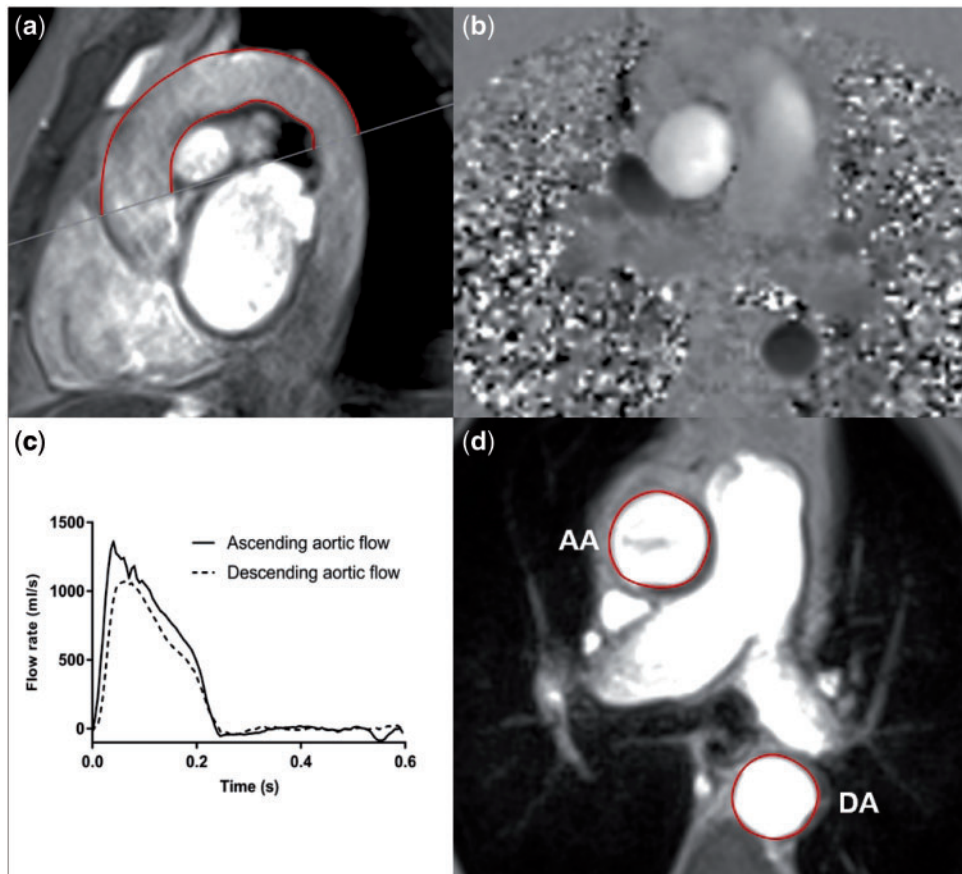 (a)
(b)
(c)
1500
1000
500
0
Flow rate (ml/s)
Ascending aortic flow
Descending aortic flow
0.0 0.2 0.4 0.6
Time (s)
(d)
AA
DA